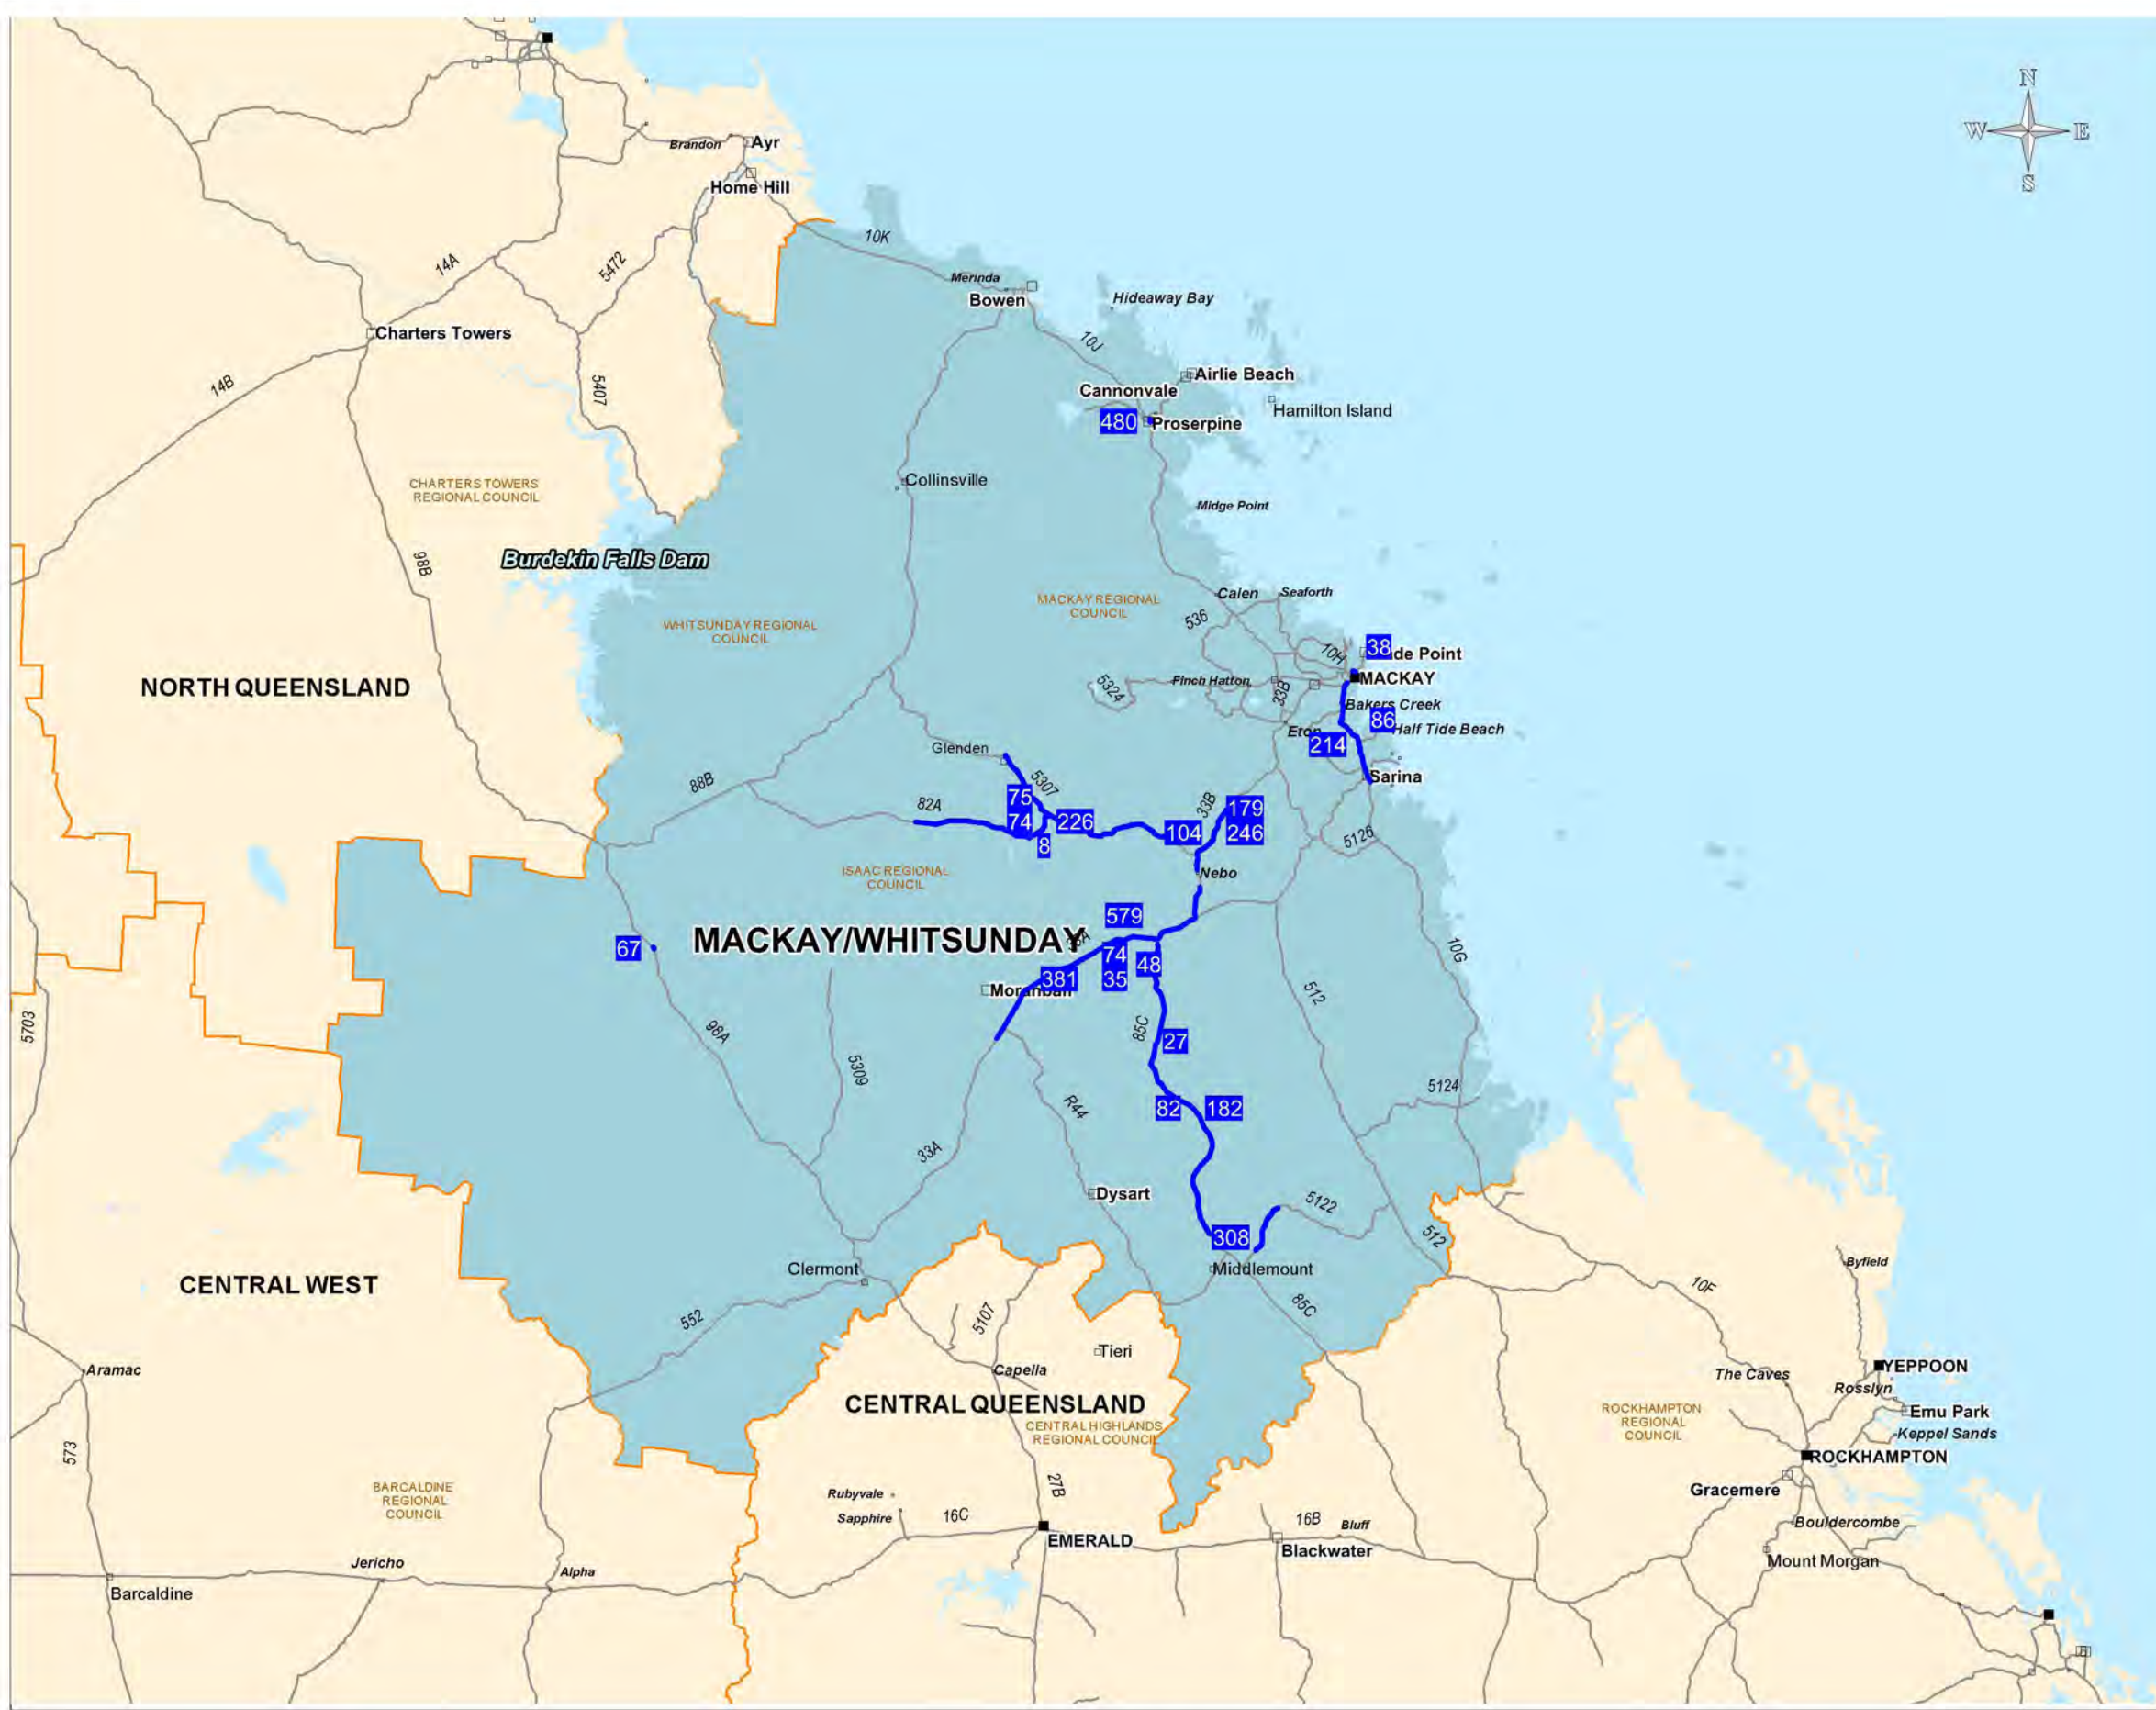 N
W E
S
Brandon
Ayr
Home Hill
10K
14A
5472
Merinda
Bowen
Hideaway Bay
10J
Charters Towers
14B
5407
Airlie Beach
Cannonvale
Hamilton Island
480
Proserpine
CHARTERS TOWERS
REGIONAL COUNCIL
Collinsville
Midge Point
98B
Burdekin Falls Dam
WHITSUNDAY REGIONAL
COUNCIL
MACKAY REGIONAL
COUNCIL
Calen
Seaforth
536
10H
38
de Point
NORTH QUEENSLAND
5324
Finch Hatton
33B
MACKAY
Bakers Creek
86
Half Tide Beach
Eton
214
Glenden
Sarina
88B
5307
75
82A
74
226
8
33B
104
179
246
5126
ISAAC REGIONAL
COUNCIL
Nebo
579
MACKAY/WHITSUNDAY
67
74
48
35
381
Moranbah
10G
512
5703
98A
85C
27
5309
R44
82
182
5124
33A
Dysart
5122
308
512
Clermont
Middlemount
CENTRAL WEST
552
5107
85C
10F
Byfield
Tieri
Aramac
Capella
The Caves
YEPPOON
Rosslyn
CENTRAL QUEENSLAND
CENTRAL HIGHLANDS
REGIONAL COUNCIL
ROCKHAMPTON
REGIONAL
COUNCIL
Emu Park
Keppel Sands
573
ROCKHAMPTON
BARCALDINE
REGIONAL
COUNCIL
27B
Rubyvale
Sapphire
16C
Gracemere
16B
Bluff
Bouldercombe
EMERALD
Blackwater
Mount Morgan
Jericho
Alpha
Barcaldine